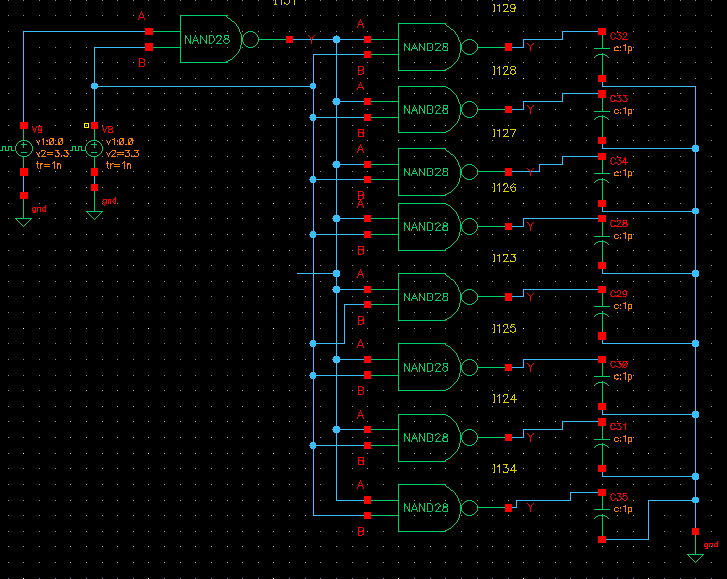 I131
A
NAND28
Y
B
V9
v1:0.0
v2=3.3
tr=1n
gnd
V8
v1:0.0
v2=3.3
tr=1n
gnd
I129
A
NAND28
Y
B
C32
c:1p
I128
NAND28
Y
B
C33
c:1p
I127
A
NAND28
Y
B
C34
c:1p
I126
A
NAND28
Y
B
C28
c:1p
I123
A
NAND28
Y
B
C29
c:1p
I125
A
NAND28
Y
B
C30
c:1p
I124
A
NAND28
Y
B
C31
c:1p
I134
A
NAND28
Y
B
C35
c:1p
gnd